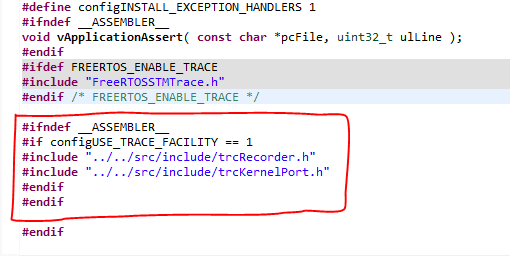 #define configINSTALL_EXCEPTION_HANDLERS 1
#ifndef __ASSEMBLER__
void vApplicationAssert( const char *pcFile, uint32_t ulLine );
#endif
#ifdef FREERTOS_ENABLE_TRACE
#include "FreeRTOSSTMTrace.h"
#endif /* FREERTOS_ENABLE_TRACE */
#ifndef __ASSEMBLER__
#if configUSE_TRACE_FACILITY == 1
#include "../../src/include/trcRecorder.h"
#include "../../src/include/trcKernelPort.h"
#endif
#endif
#endif